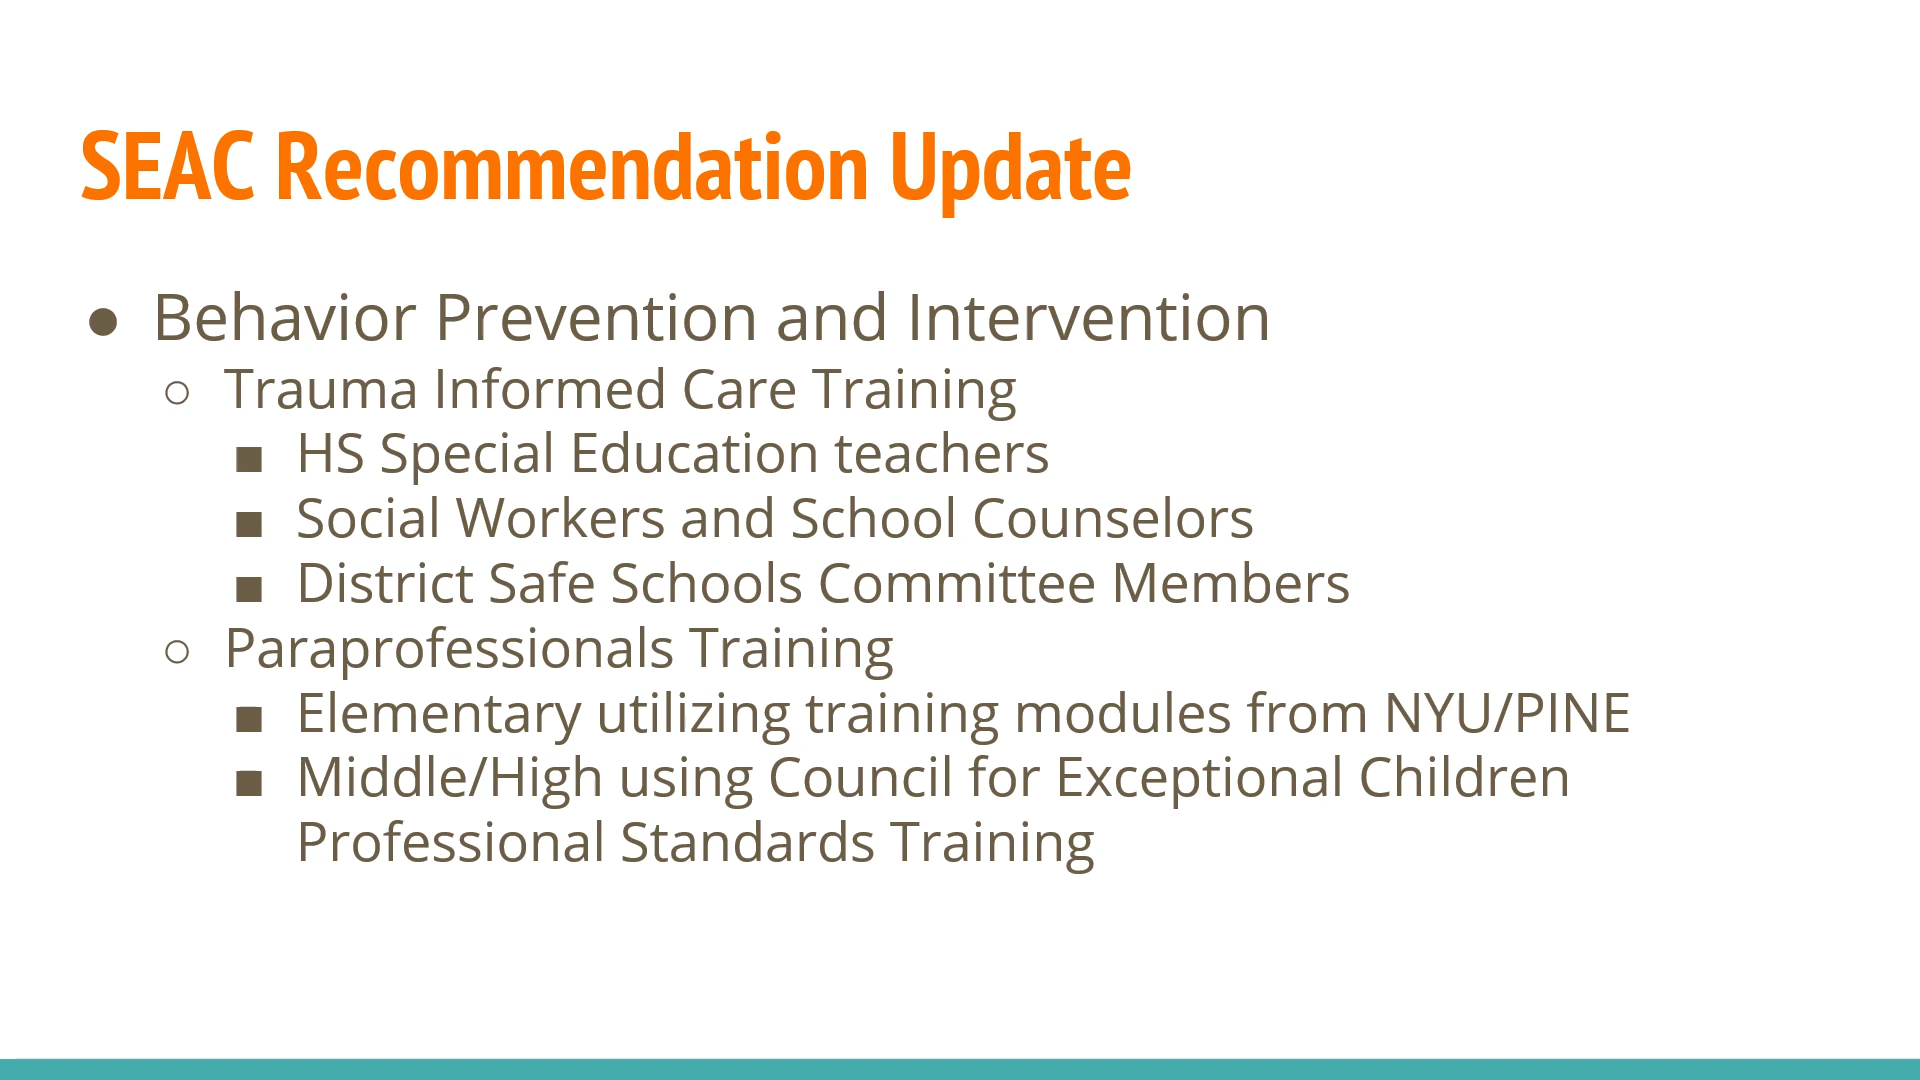 SEAC Recommendation Update
● Behavior Prevention and Intervention
○ Trauma Informed Care Training
■ HS Special Education teachers
■ Social Workers and School Counselors
■ District Safe Schools Committee Members
○ Paraprofessionals Training
■ Elementary utilizing training modules from NYU/PINE
■ Middle/High using Council for Exceptional Children
Professional Standards Training